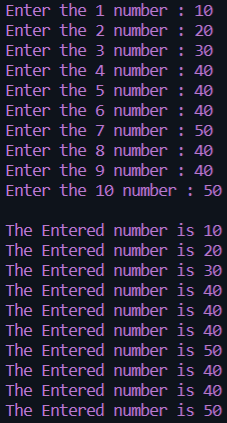 Enter the 1 number : 10
Enter the 2 number : 20
Enter the 3 number : 30
Enter the 4 number : 40
Enter the 5 number : 40
Enter the 6 number : 40
Enter the 7 number : 50
Enter the 8 number : 40
Enter the 9 number : 40
Enter the 10 number : 50

The Entered number is 10
The Entered number is 20
The Entered number is 30
The Entered number is 40
The Entered number is 40
The Entered number is 40
The Entered number is 50
The Entered number is 40
The Entered number is 40
The Entered number is 50